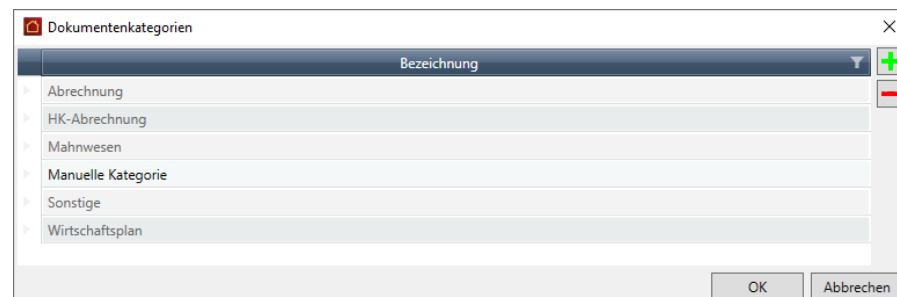 Dokumentenkategorien
Bezeichnung
Abrechnung
HK-Abrechnung
Mahnwesen
Manuelle Kategorie
Sonstige
Wirtschaftsplan
OK Abbrechen